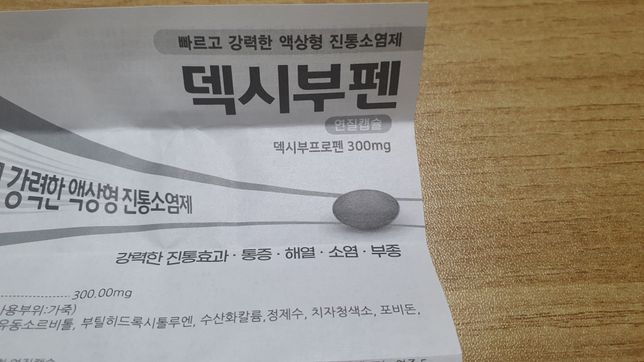 빠르고 강력한 액상형 진통소염제
덱시부펜
연질캡슐
덱시부프로펜 300mg
강력한 액상형 진통소염제
강력한 진통효과 · 통증 · 해열 · 소염 · 부종
300.00mg
사용부위:가죽)
유동소르비톨, 부틸히드록시톨루엔, 수산화칼륨,정제수, 치자청색소, 포비돈,